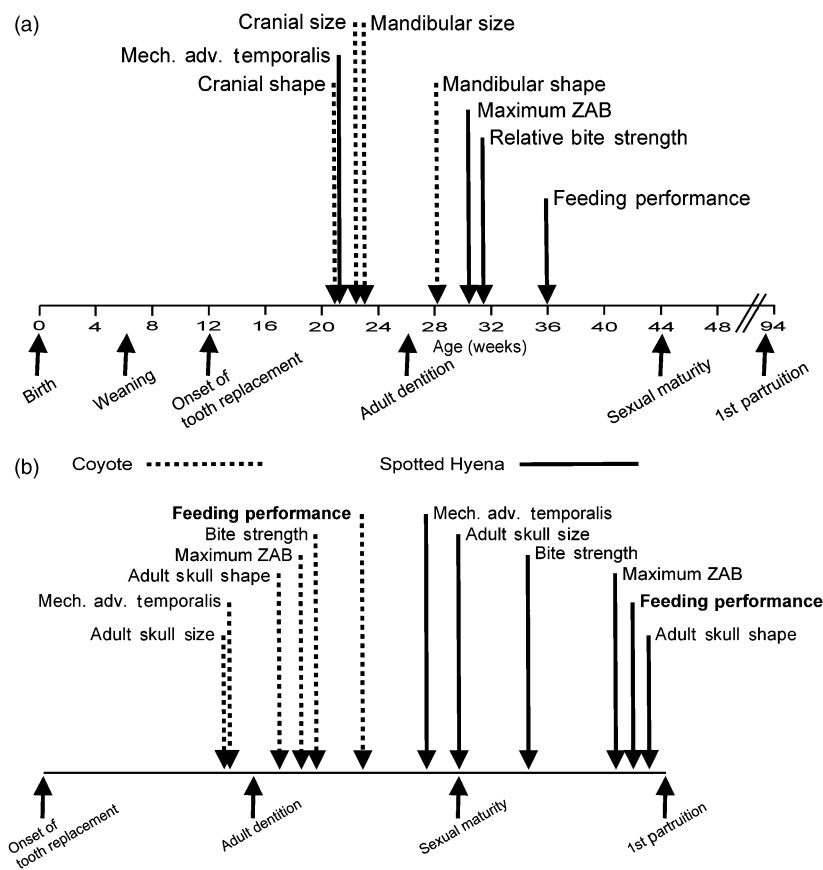 (a)
Cranial size
Mandibular size
Mech. adv. temporalis
Cranial shape
Mandibular shape
Maximum ZAB
Relative bite strength
Feeding performance
0 4 8 12 16 20 24 28 32 36 40 44 48 94
Age (weeks)
Birth
Weaning
Onset of
tooth replacement
Adult dentition
Sexual maturity
1st partruition
(b)
Coyote
Spotted Hyena
Feeding performance
Bite strength
Maximum ZAB
Adult skull shape
Mech. adv. temporalis
Adult skull size
Mech. adv. temporalis
Adult skull size
Bite strength
Maximum ZAB
Feeding performance
Adult skull shape
Onset of
tooth replacement
Adult dentition
Sexual maturity
1st partruition